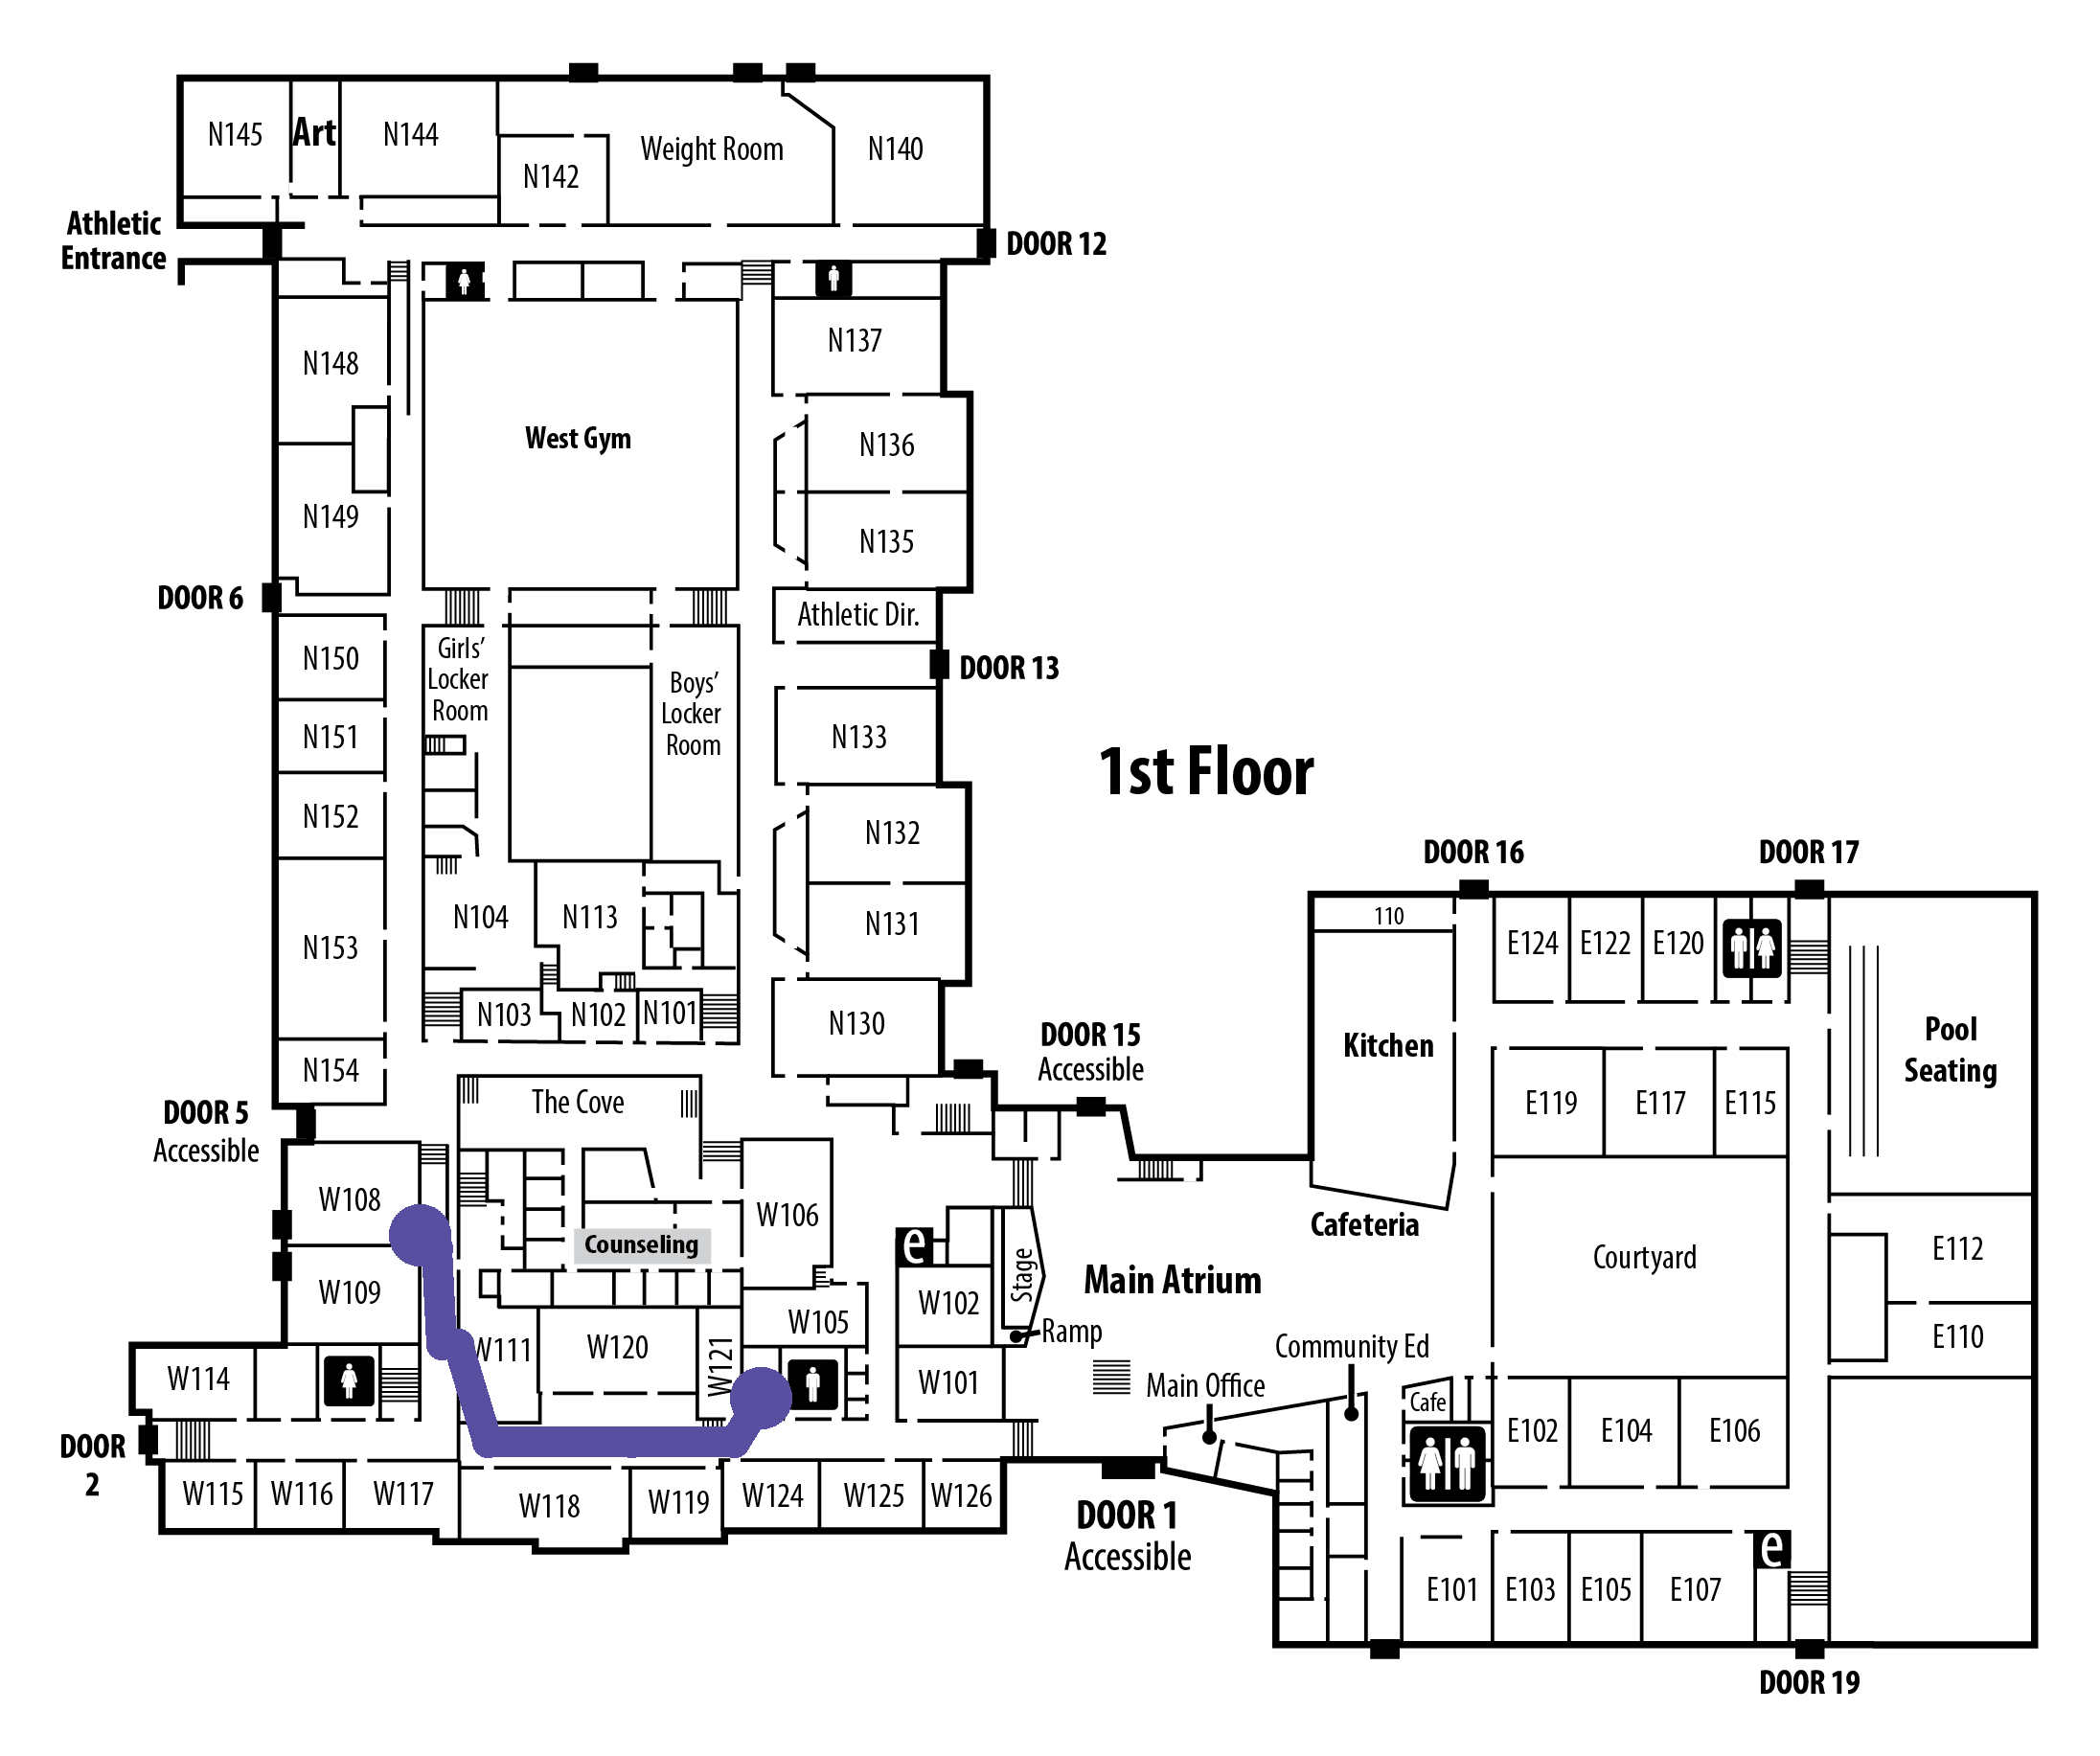 N145
Art
N144
N142
Weight Room
N140
Athletic
Entrance
DOOR 12
N148
N137
West Gym
N136
N149
N135
DOOR 6
Athletic Dir.
N150
Girls'
Locker
Room
Boys'
Locker
Room
DOOR 13
N151
N133
1st Floor
N152
N132
DOOR 16
DOOR 17
N153
N104
N113
N131
110
E124
E122
E120
N103
N102
N101
N130
DOOR 15
Accessible
Kitchen
Pool
Seating
N154
The Cove
E119
E117
E115
DOOR 5
Accessible
W108
W106
Cafeteria
Counseling
e
Courtyard
E112
W109
Stage
Main Atrium
W102
W105
Ramp
E110
W111
W120
W121
Community Ed
W114
W101
Main Office
Cafe
DOOR
2
E102
E104
E106
W115
W116
W117
W118
W119
W124
W125
W126
DOOR 1
Accessible
e
E101
E103
E105
E107
DOOR 19